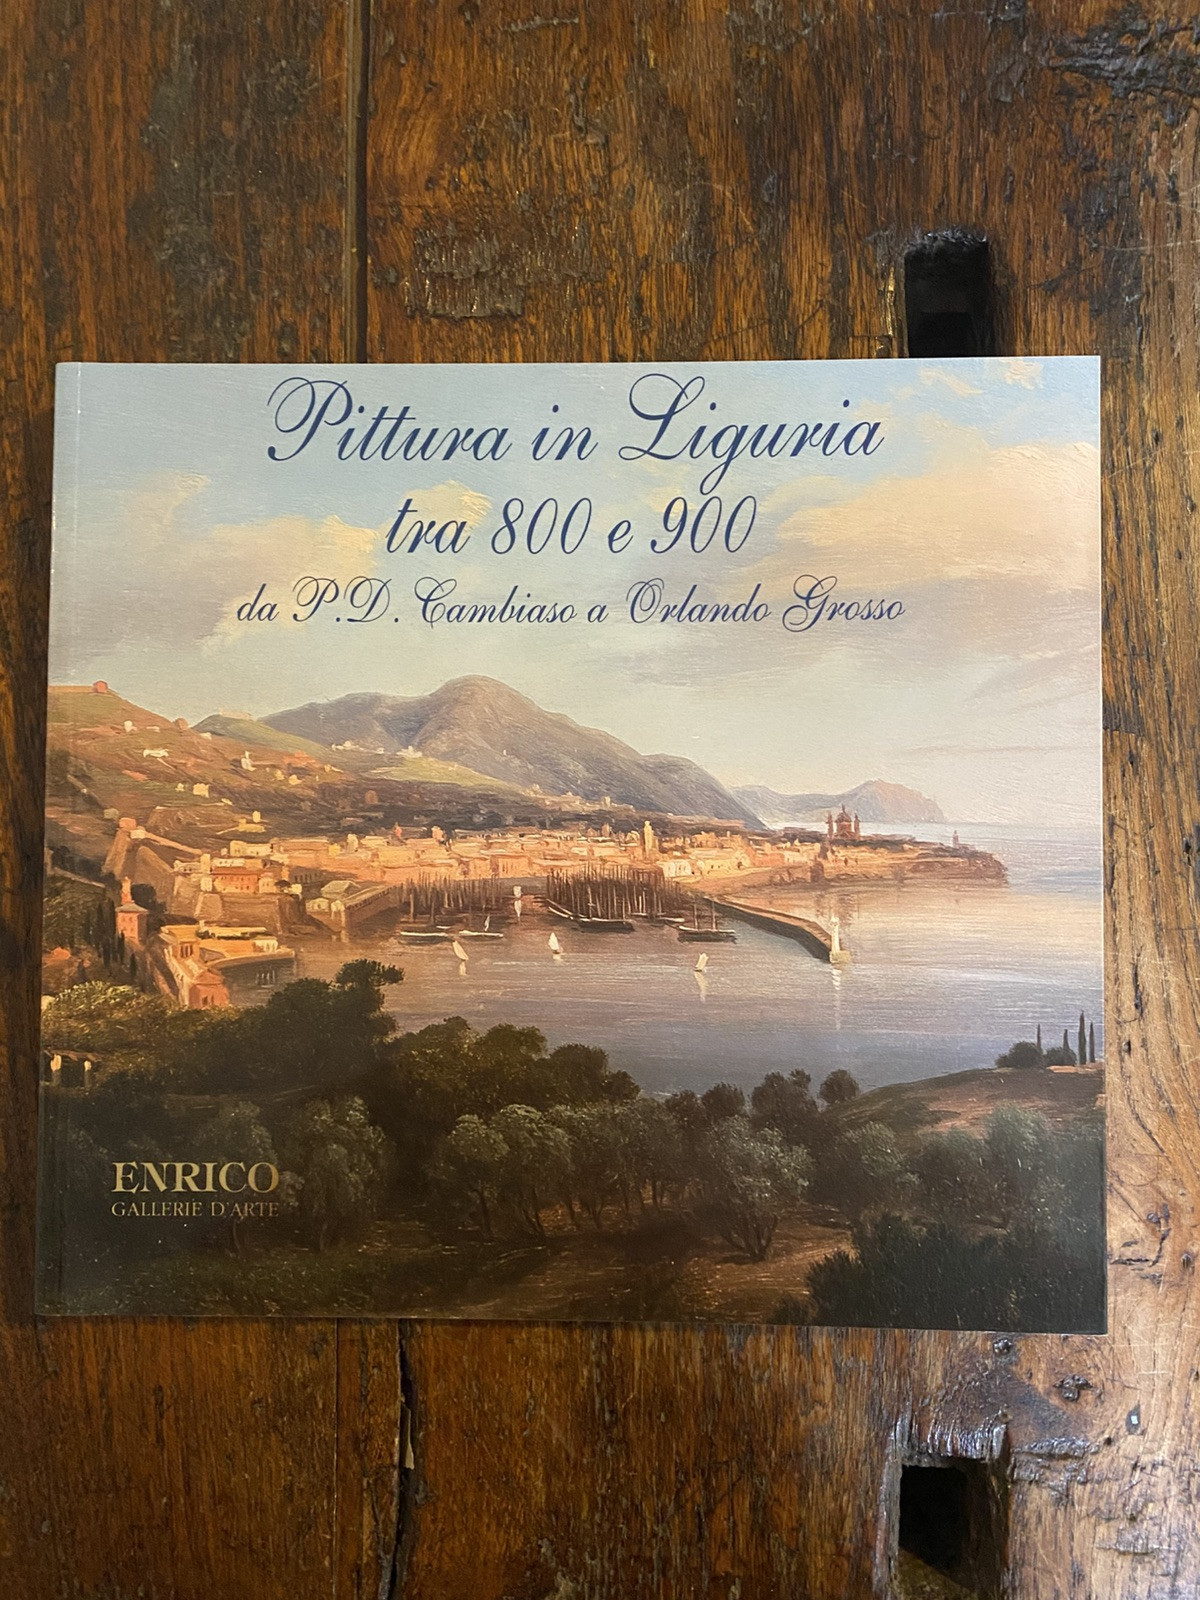 Pittura in Liguria
tra 800 e 900
da P.D. Cambiaso a Orlando Grosso
ENRICO
GALLERIE D'ARTE